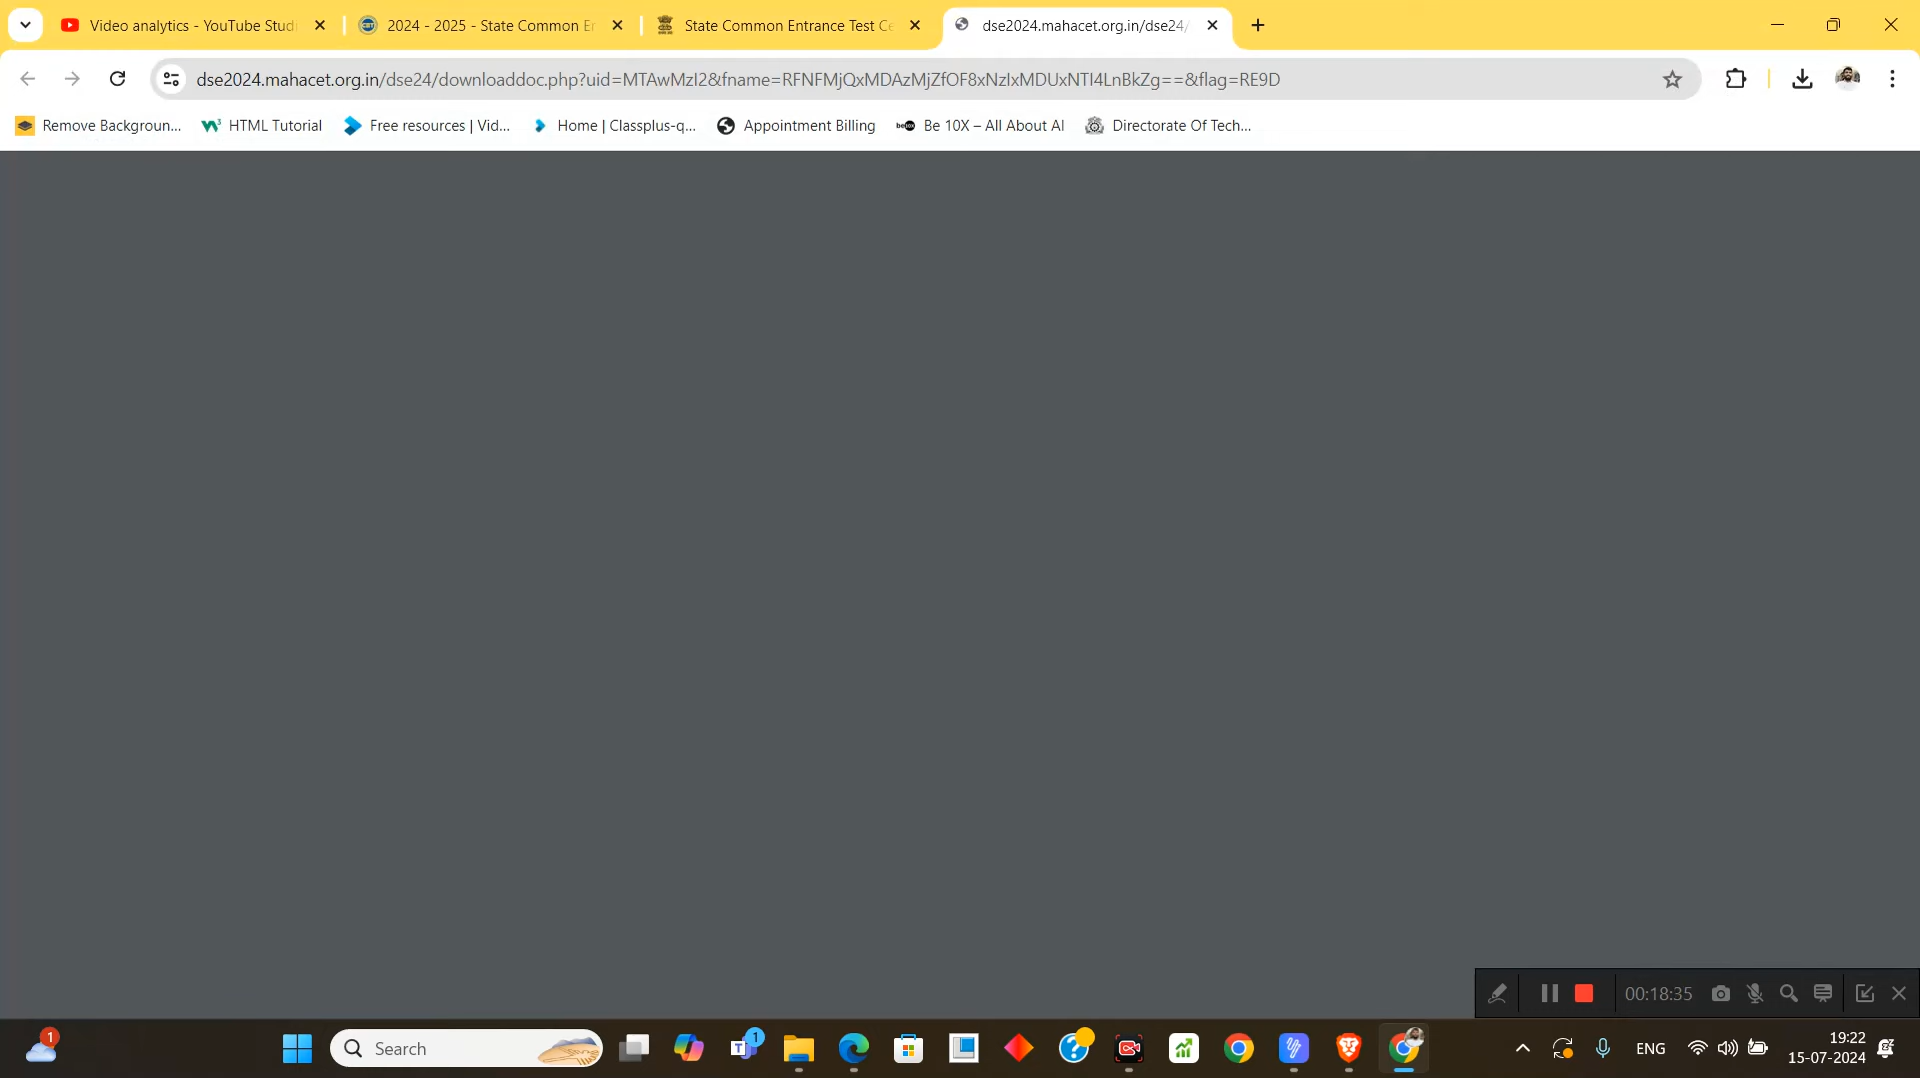 Video analytics - YouTube Studi
2024 - 2025 - State Common En
State Common Entrance Test Ce
dse2024.mahacet.org.in/dse24/
dse2024.mahacet.org.in/dse24/downloaddoc.php?uid=MTAwMzI2&fname=RFNFMjQxMDAzMjZfOF8xNzIxMDUxNTI4LnBkZg==&flag=RE9D
Remove Backgroun...
HTML Tutorial
Free resources | Vid...
Home | Classplus-q...
Appointment Billing
be10x
Be 10X – All About AI
Directorate Of Tech...
00:18:35
1
Search
1
ENG
19:22
15-07-2024